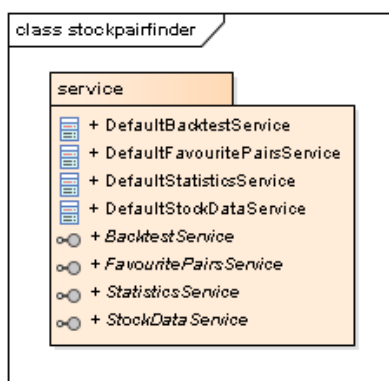 class stockpairfinder
service
+ DefaultBacktestService
+ DefaultFavouritePairsService
+ DefaultStatisticsService
+ DefaultStockDataService
+ BacktestService
+ FavouritePairsService
+ StatisticsService
+ StockDataService